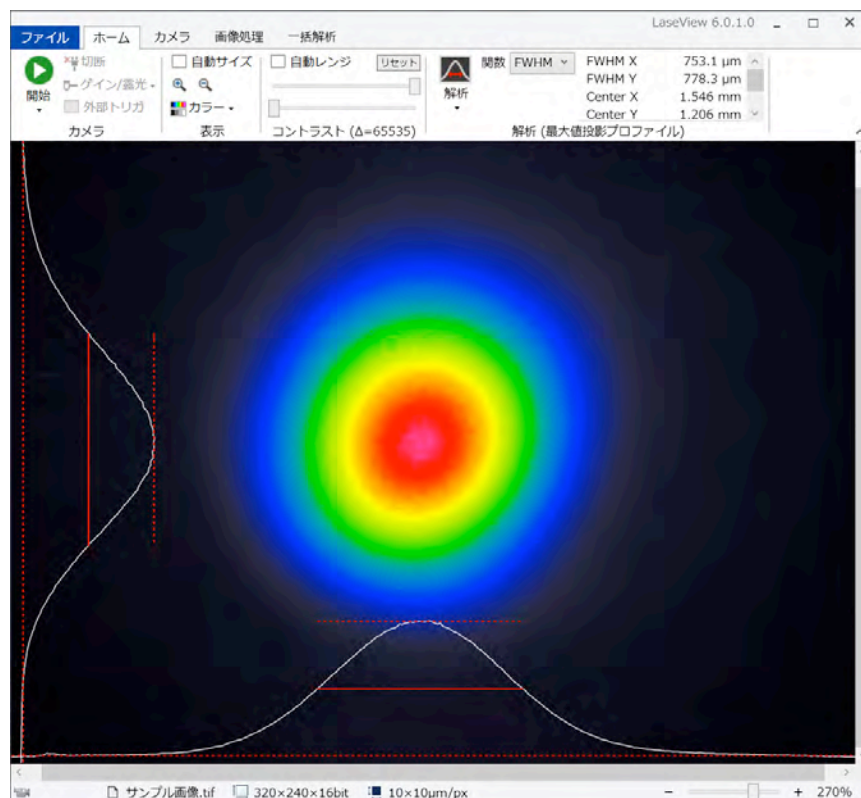 LaseView 6.0.1.0
ファイル ホーム カメラ 画像処理 一括解析
開始
切断
ゲイン/露光
外部トリガ
カメラ
自動サイズ
カラー
表示
自動レンジ リセット
コントラスト (Δ=65535)
解析
関数 FWHM
FWHM X 753.1 μm
FWHM Y 778.3 μm
Center X 1.546 mm
Center Y 1.206 mm
解析 (最大値投影プロファイル)
サンプル画像.tif 320×240×16bit 10×10μm/px - + 270%